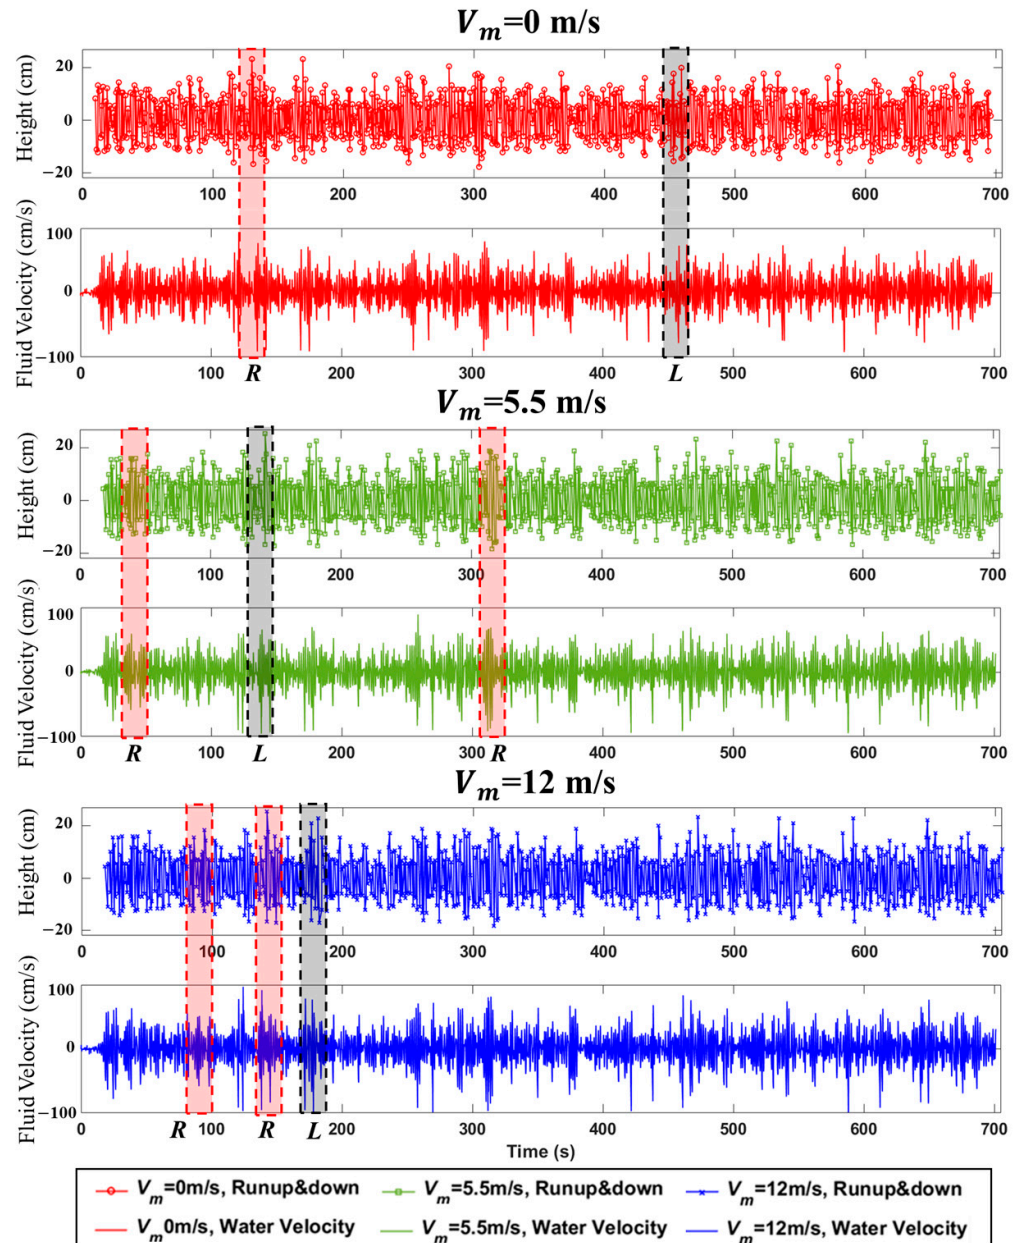 V_m=0 m/s
Height (cm)
20
0
−20
0 100 200 300 400 500 600 700
Fluid Velocity (cm/s)
100
0
−100
100 200 300 400 500 600 700
R L
V_m=5.5 m/s
Height (cm)
20
0
−20
0 100 200 300 400 500 600 700
Fluid Velocity (cm/s)
100
0
−100
0 100 200 300 400 500 600 700
R L R
V_m=12 m/s
Height (cm)
20
0
−20
0 100 200 300 400 500 600 700
Fluid Velocity (cm/s)
100
0
−100
0 100 200 300 400 500 600 700
R R L
Time (s)
V_m=0m/s, Runup&down V_m=5.5m/s, Runup&down V_m=12m/s, Runup&down
V_m0m/s, Water Velocity V_m=5.5m/s, Water Velocity V_m=12m/s, Water Velocity